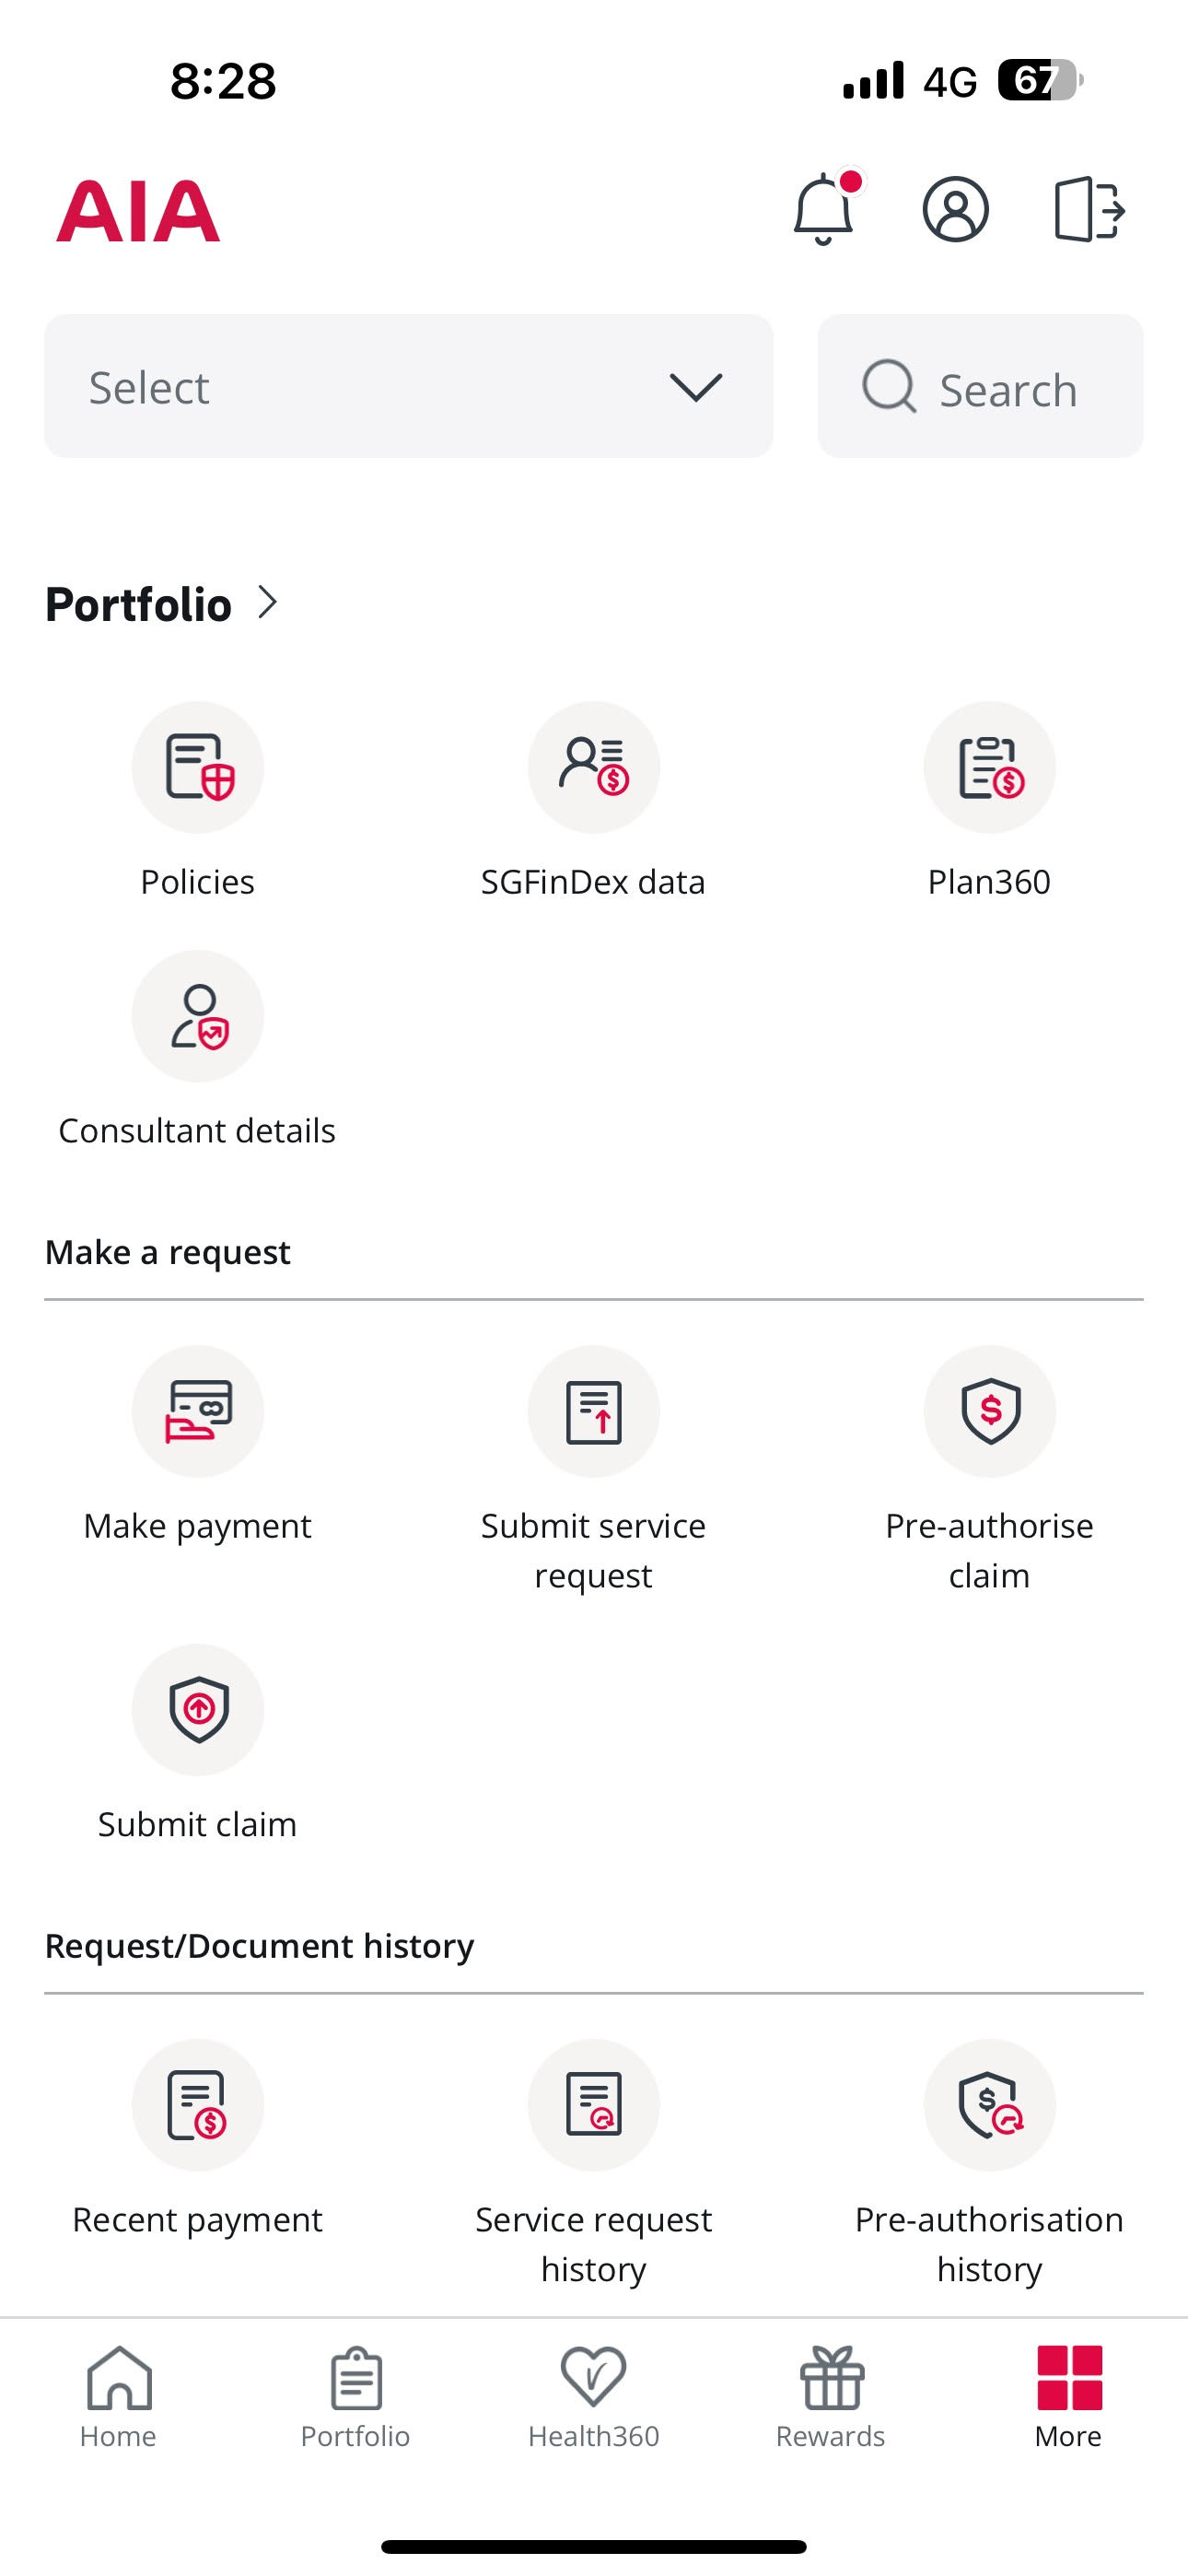 8:28
4G
67
AIA
Select
Search
Portfolio
Policies
SGFinDex data
Plan360
Consultant details
Make a request
Make payment
Submit service
request
Pre-authorise
claim
Submit claim
Request/Document history
Recent payment
Service request
history
Pre-authorisation
history
Home
Portfolio
Health360
Rewards
More